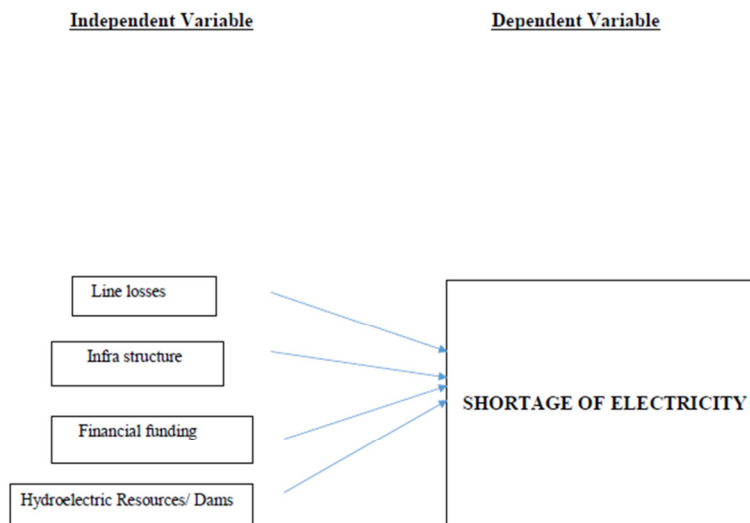 Independent Variable
Dependent Variable
Line losses
Infra structure
Financial funding
Hydroelectric Resources/ Dams
SHORTAGE OF ELECTRICITY